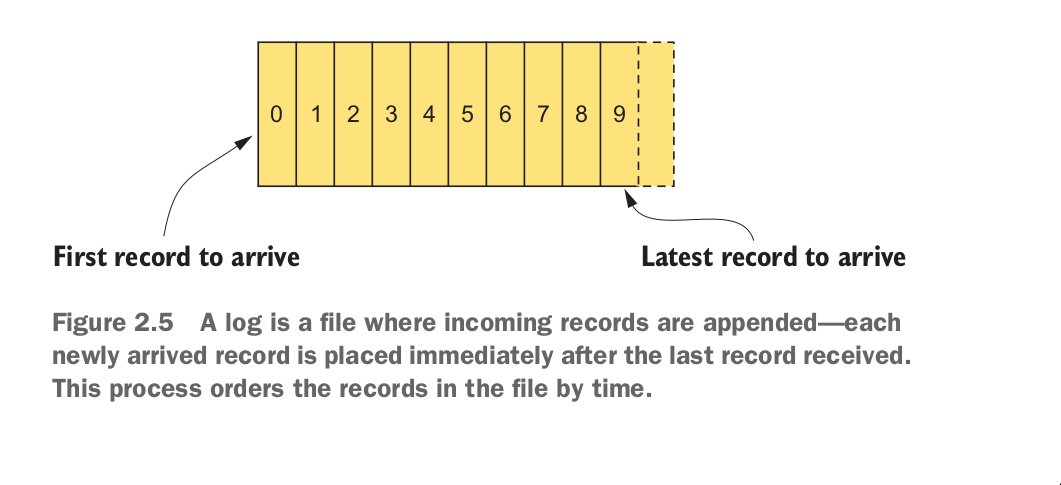 0 1 2 3 4 5 6 7 8 9
First record to arrive
Latest record to arrive
Figure 2.5 A log is a file where incoming records are appended—each
newly arrived record is placed immediately after the last record received.
This process orders the records in the file by time.